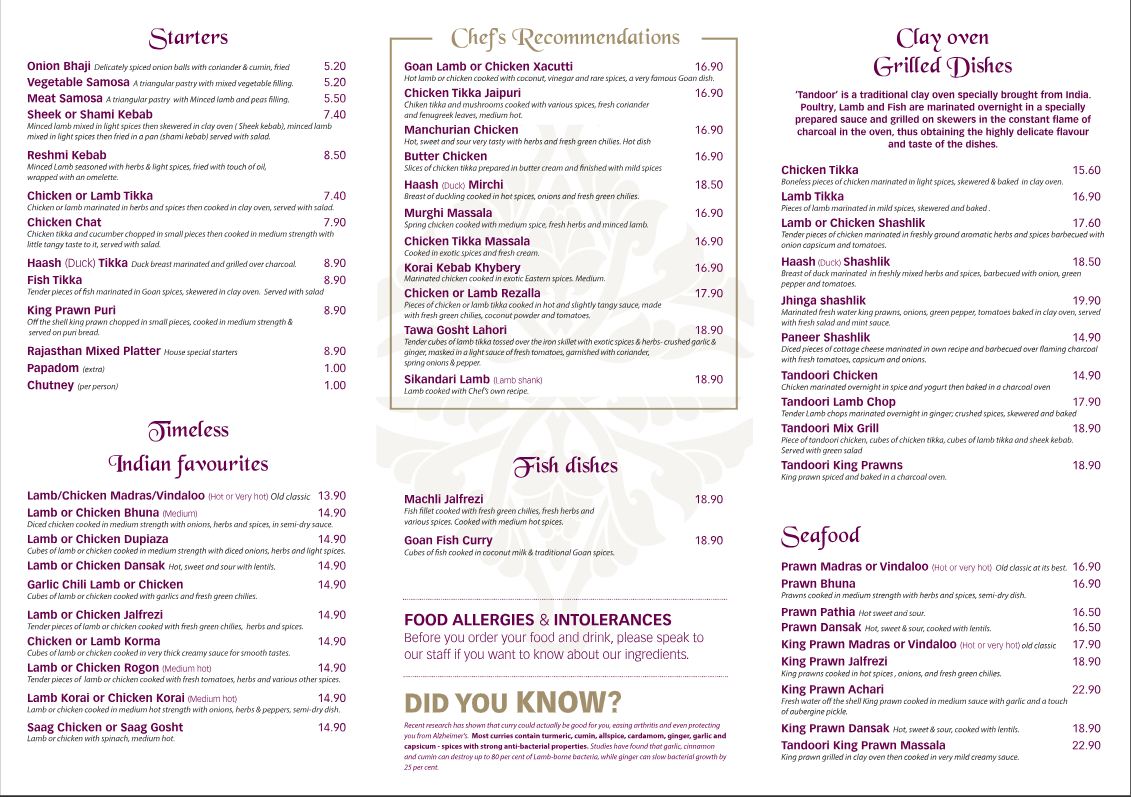 Starters
Onion Bhaji Delicately spiced onion balls with coriander & cumin, fried 5.20
Vegetable Samosa A triangular pastry with mixed vegetable filling. 5.20
Meat Samosa A triangular pastry with Minced lamb and peas filling. 5.50
Sheek or Shami Kebab 7.40
Minced lamb mixed in light spices then skewered in clay oven ( Sheek kebab), minced lamb
mixed in light spices then fried in a pan (shami kebab) served with salad.
Reshmi Kebab 8.50
Minced Lamb seasoned with herbs & light spices, fried with touch of oil,
wrapped with an omelette.
Chicken or Lamb Tikka 7.40
Chicken or lamb marinated in herbs and spices then cooked in clay oven, served with salad.
Chicken Chat 7.90
Chicken tikka and cucumber chopped in small pieces then cooked in medium strength with
little tangy taste to it, served with salad.
Haash (Duck) Tikka Duck breast marinated and grilled over charcoal. 8.90
Fish Tikka 8.90
Tender pieces of fish marinated in Goan spices, skewered in clay oven. Served with salad
King Prawn Puri 8.90
Off the shell king prawn chopped in small pieces, cooked in medium strength &
served on puri bread.
Rajasthan Mixed Platter House special starters 8.90
Papadom (extra) 1.00
Chutney (per person) 1.00
Timeless
Indian favourites
Lamb/Chicken Madras/Vindaloo (Hot or Very hot) Old classic 13.90
Lamb or Chicken Bhuna (Medium) 14.90
Diced chicken cooked in medium strength with onions, herbs and spices, in semi-dry sauce.
Lamb or Chicken Dupiaza 14.90
Cubes of lamb or chicken cooked in medium strength with diced onions, herbs and light spices.
Lamb or Chicken Dansak Hot, sweet and sour with lentils. 14.90
Garlic Chili Lamb or Chicken 14.90
Cubes of lamb or chicken cooked with garlics and fresh green chilies.
Lamb or Chicken Jalfrezi 14.90
Tender pieces of lamb or chicken cooked with fresh green chilies, herbs and spices.
Chicken or Lamb Korma 14.90
Cubes of lamb or chicken cooked in very thick creamy sauce for smooth tastes.
Lamb or Chicken Rogon (Medium hot) 14.90
Tender pieces of lamb or chicken cooked with fresh tomatoes, herbs and various other spices.
Lamb Korai or Chicken Korai (Medium hot) 14.90
Lamb or chicken cooked in medium hot strength with onions, herbs & peppers, semi-dry dish.
Saag Chicken or Saag Gosht 14.90
Lamb or chicken with spinach, medium hot.
Chef's Recommendations
Goan Lamb or Chicken Xacutti 16.90
Hot lamb or chicken cooked with coconut, vinegar and rare spices, a very famous Goan dish.
Chicken Tikka Jaipuri 16.90
Chiken tikka and mushrooms cooked with various spices, fresh coriander
and fenugreek leaves, medium hot.
Manchurian Chicken 16.90
Hot, sweet and sour very tasty with herbs and fresh green chilies. Hot dish
Butter Chicken 16.90
Slices of chicken tikka prepared in butter cream and finished with mild spices
Haash (Duck) Mirchi 18.50
Breast of duckling cooked in hot spices, onions and fresh green chilies.
Murghi Massala 16.90
Spring chicken cooked with medium spice, fresh herbs and minced lamb.
Chicken Tikka Massala 16.90
Cooked in exotic spices and fresh cream.
Korai Kebab Khybery 16.90
Marinated chicken cooked in exotic Eastern spices. Medium.
Chicken or Lamb Rezalla 17.90
Pieces of chicken or lamb tikka cooked in hot and slightly tangy sauce, made
with fresh green chilies, coconut powder and tomatoes.
Tawa Gosht Lahori 18.90
Tender cubes of lamb tikka tossed over the iron skillet with exotic spices & herbs- crushed garlic &
ginger, masked in a light sauce of fresh tomatoes, garnished with coriander,
spring onions & pepper.
Sikandari Lamb (Lamb shank) 18.90
Lamb cooked with Chef's own recipe.
Fish dishes
Machli Jalfrezi 18.90
Fish fillet cooked with fresh green chilies, fresh herbs and
various spices. Cooked with medium hot spices.
Goan Fish Curry 18.90
Cubes of fish cooked in coconut milk & traditional Goan spices.
FOOD ALLERGIES & INTOLERANCES
Before you order your food and drink, please speak to
our staff if you want to know about our ingredients.
DID YOU KNOW?
Recent research has shown that curry could actually be good for you, easing arthritis and even protecting
you from Alzheimer's. Most curries contain turmeric, cumin, allspice, cardamom, ginger, garlic and
capsicum - spices with strong anti-bacterial properties. Studies have found that garlic, cinnamon
and cumin can destroy up to 80 per cent of Lamb-borne bacteria, while ginger can slow bacterial growth by
25 per cent.
Clay oven
Grilled Dishes
'Tandoor' is a traditional clay oven specially brought from India.
Poultry, Lamb and Fish are marinated overnight in a specially
prepared sauce and grilled on skewers in the constant flame of
charcoal in the oven, thus obtaining the highly delicate flavour
and taste of the dishes.
Chicken Tikka 15.60
Boneless pieces of chicken marinated in light spices, skewered & baked in clay oven.
Lamb Tikka 16.90
Pieces of lamb marinated in mild spices, skewered and baked .
Lamb or Chicken Shashlik 17.60
Tender pieces of chicken marinated in freshly ground aromatic herbs and spices barbecued with
onion capsicum and tomatoes.
Haash (Duck) Shashlik 18.50
Breast of duck marinated in freshly mixed herbs and spices, barbecued with onion, green
pepper and tomatoes.
Jhinga shashlik 19.90
Marinated fresh water king prawns, onions, green pepper, tomatoes baked in clay oven, served
with fresh salad and mint sauce.
Paneer Shashlik 14.90
Diced pieces of cottage cheese marinated in own recipe and barbecued over flaming charcoal
with fresh tomatoes, capsicum and onions.
Tandoori Chicken 14.90
Chicken marinated overnight in spice and yogurt then baked in a charcoal oven
Tandoori Lamb Chop 17.90
Tender Lamb chops marinated overnight in ginger; crushed spices, skewered and baked
Tandoori Mix Grill 18.90
Piece of tandoori chicken, cubes of chicken tikka, cubes of lamb tikka and sheek kebab.
Served with green salad
Tandoori King Prawns 18.90
King prawn spiced and baked in a charcoal oven.
Seafood
Prawn Madras or Vindaloo (Hot or very hot) Old classic at its best. 16.90
Prawn Bhuna 16.90
Prawns cooked in medium strength with herbs and spices, semi-dry dish.
Prawn Pathia Hot sweet and sour. 16.50
Prawn Dansak Hot, sweet & sour, cooked with lentils. 16.50
King Prawn Madras or Vindaloo (Hot or very hot) old classic 17.90
King Prawn Jalfrezi 18.90
King prawns cooked in hot spices , onions, and fresh green chilies.
King Prawn Achari 22.90
Fresh water off the shell King prawn cooked in medium sauce with garlic and a touch
of aubergine pickle.
King Prawn Dansak Hot, sweet & sour, cooked with lentils. 18.90
Tandoori King Prawn Massala 22.90
King prawn grilled in clay oven then cooked in very mild creamy sauce.